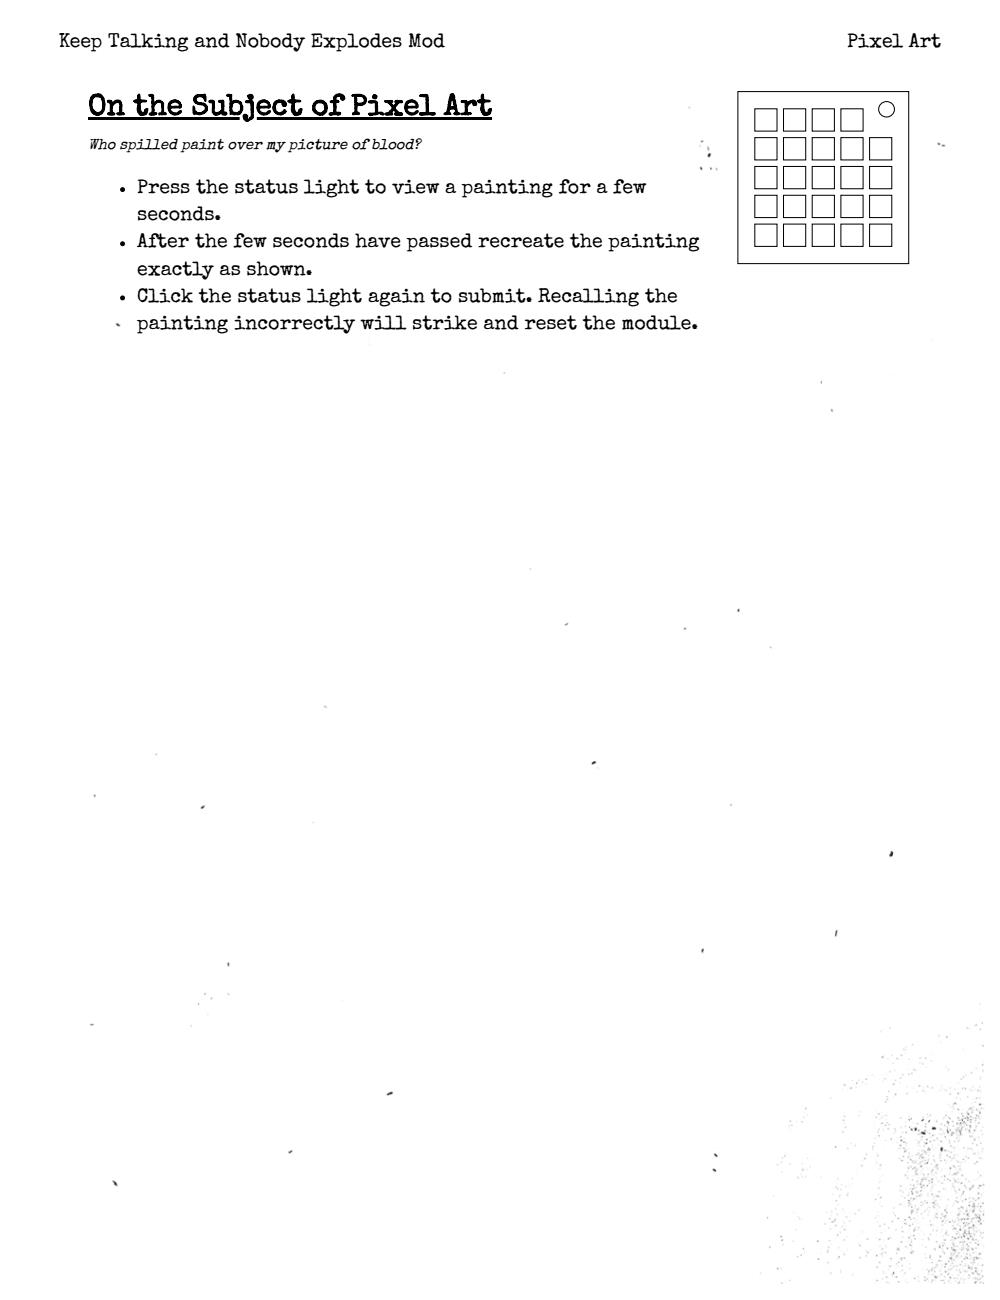 Keep Talking and Nobody Explodes Mod
Pixel Art
On the Subject of Pixel Art
Who spilled paint over my picture of blood?
• Press the status light to view a painting for a few
seconds.
• After the few seconds have passed recreate the painting
exactly as shown.
• Click the status light again to submit. Recalling the
painting incorrectly will strike and reset the module.